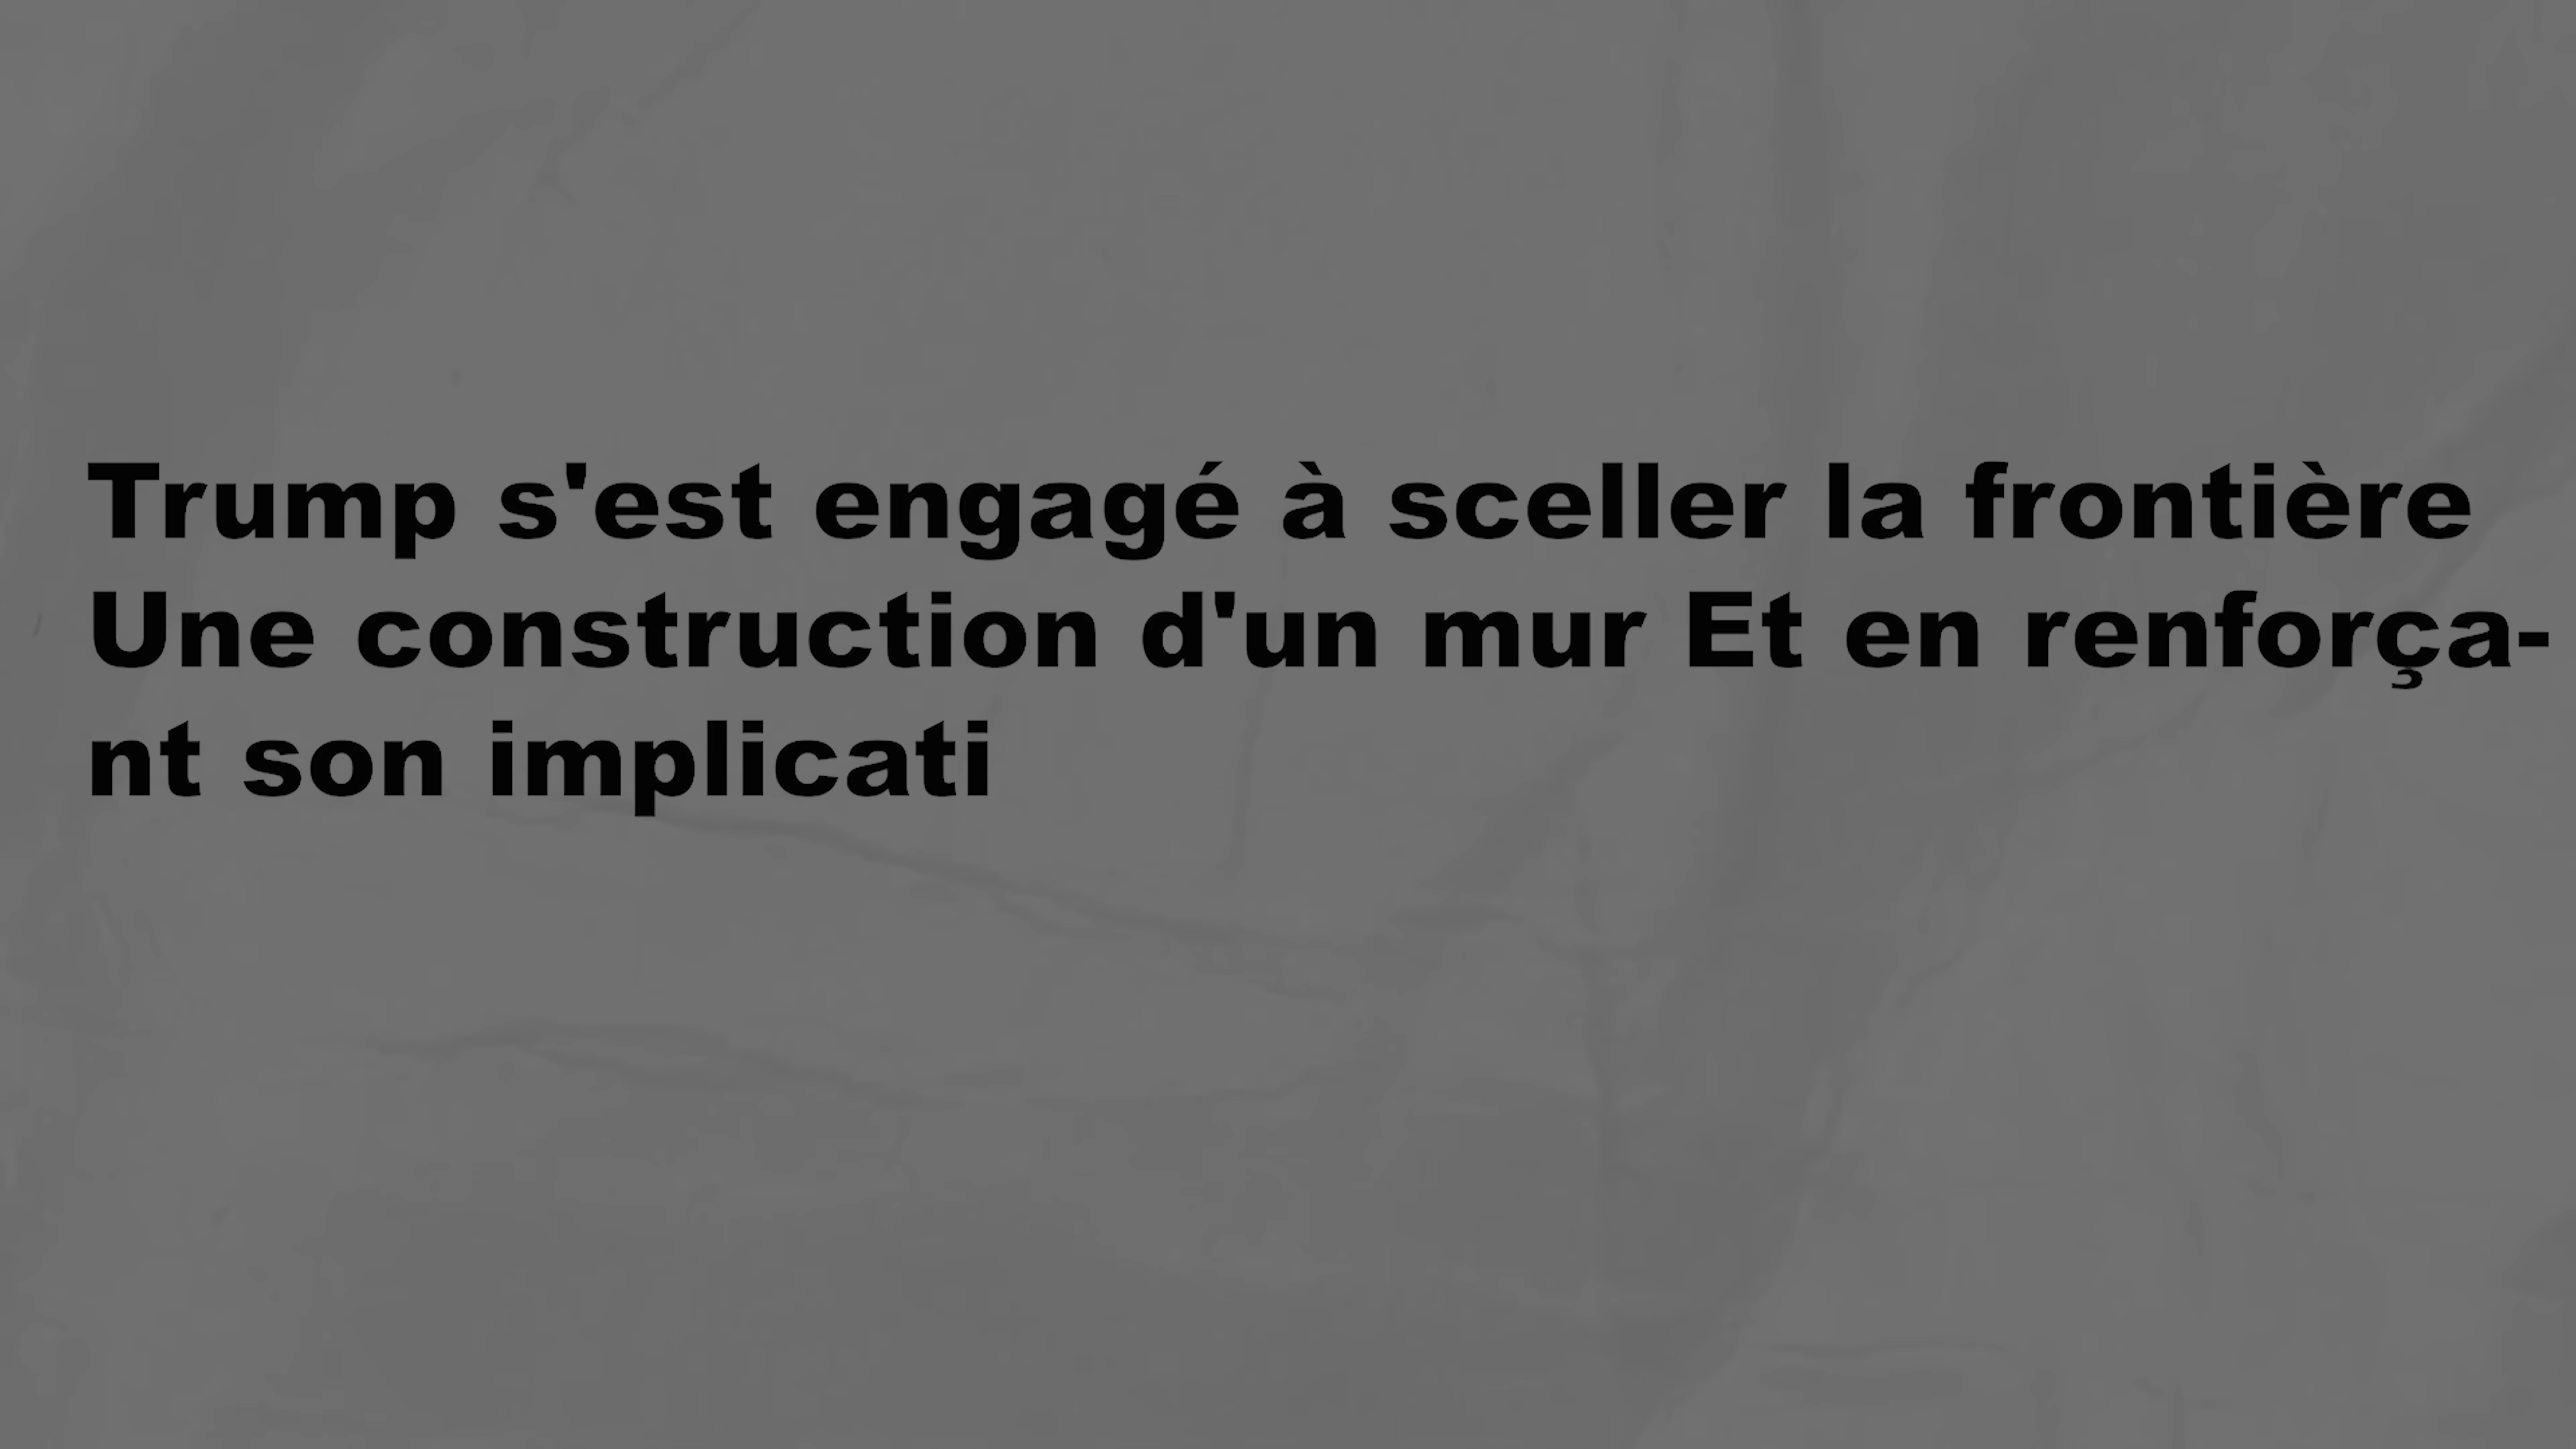 Trump s'est engagé à sceller la frontière
Une construction d'un mur Et en renforça-
nt son implicati